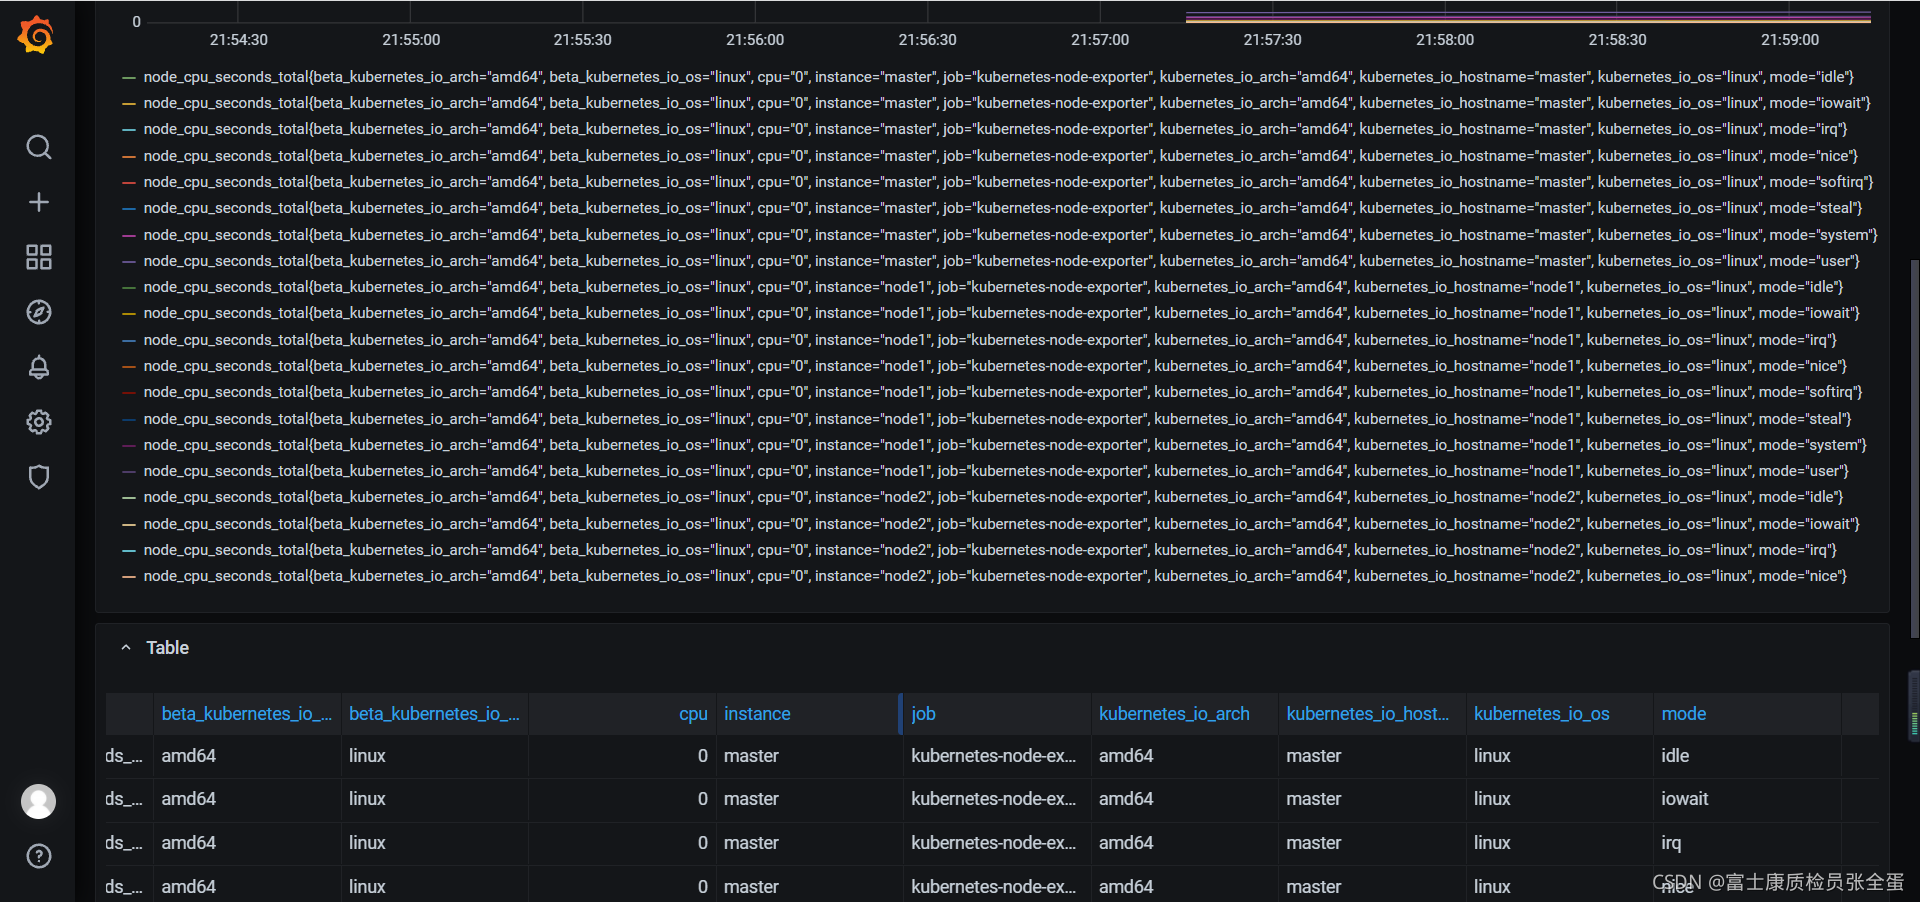 0
21:54:30 21:55:00 21:55:30 21:56:00 21:56:30 21:57:00 21:57:30 21:58:00 21:58:30 21:59:00
node_cpu_seconds_total{beta_kubernetes_io_arch="amd64", beta_kubernetes_io_os="linux", cpu="0", instance="master", job="kubernetes-node-exporter", kubernetes_io_arch="amd64", kubernetes_io_hostname="master", kubernetes_io_os="linux", mode="idle"}
node_cpu_seconds_total{beta_kubernetes_io_arch="amd64", beta_kubernetes_io_os="linux", cpu="0", instance="master", job="kubernetes-node-exporter", kubernetes_io_arch="amd64", kubernetes_io_hostname="master", kubernetes_io_os="linux", mode="iowait"}
node_cpu_seconds_total{beta_kubernetes_io_arch="amd64", beta_kubernetes_io_os="linux", cpu="0", instance="master", job="kubernetes-node-exporter", kubernetes_io_arch="amd64", kubernetes_io_hostname="master", kubernetes_io_os="linux", mode="irq"}
node_cpu_seconds_total{beta_kubernetes_io_arch="amd64", beta_kubernetes_io_os="linux", cpu="0", instance="master", job="kubernetes-node-exporter", kubernetes_io_arch="amd64", kubernetes_io_hostname="master", kubernetes_io_os="linux", mode="nice"}
node_cpu_seconds_total{beta_kubernetes_io_arch="amd64", beta_kubernetes_io_os="linux", cpu="0", instance="master", job="kubernetes-node-exporter", kubernetes_io_arch="amd64", kubernetes_io_hostname="master", kubernetes_io_os="linux", mode="softirq"}
node_cpu_seconds_total{beta_kubernetes_io_arch="amd64", beta_kubernetes_io_os="linux", cpu="0", instance="master", job="kubernetes-node-exporter", kubernetes_io_arch="amd64", kubernetes_io_hostname="master", kubernetes_io_os="linux", mode="steal"}
node_cpu_seconds_total{beta_kubernetes_io_arch="amd64", beta_kubernetes_io_os="linux", cpu="0", instance="master", job="kubernetes-node-exporter", kubernetes_io_arch="amd64", kubernetes_io_hostname="master", kubernetes_io_os="linux", mode="system"}
node_cpu_seconds_total{beta_kubernetes_io_arch="amd64", beta_kubernetes_io_os="linux", cpu="0", instance="master", job="kubernetes-node-exporter", kubernetes_io_arch="amd64", kubernetes_io_hostname="master", kubernetes_io_os="linux", mode="user"}
node_cpu_seconds_total{beta_kubernetes_io_arch="amd64", beta_kubernetes_io_os="linux", cpu="0", instance="node1", job="kubernetes-node-exporter", kubernetes_io_arch="amd64", kubernetes_io_hostname="node1", kubernetes_io_os="linux", mode="idle"}
node_cpu_seconds_total{beta_kubernetes_io_arch="amd64", beta_kubernetes_io_os="linux", cpu="0", instance="node1", job="kubernetes-node-exporter", kubernetes_io_arch="amd64", kubernetes_io_hostname="node1", kubernetes_io_os="linux", mode="iowait"}
node_cpu_seconds_total{beta_kubernetes_io_arch="amd64", beta_kubernetes_io_os="linux", cpu="0", instance="node1", job="kubernetes-node-exporter", kubernetes_io_arch="amd64", kubernetes_io_hostname="node1", kubernetes_io_os="linux", mode="irq"}
node_cpu_seconds_total{beta_kubernetes_io_arch="amd64", beta_kubernetes_io_os="linux", cpu="0", instance="node1", job="kubernetes-node-exporter", kubernetes_io_arch="amd64", kubernetes_io_hostname="node1", kubernetes_io_os="linux", mode="nice"}
node_cpu_seconds_total{beta_kubernetes_io_arch="amd64", beta_kubernetes_io_os="linux", cpu="0", instance="node1", job="kubernetes-node-exporter", kubernetes_io_arch="amd64", kubernetes_io_hostname="node1", kubernetes_io_os="linux", mode="softirq"}
node_cpu_seconds_total{beta_kubernetes_io_arch="amd64", beta_kubernetes_io_os="linux", cpu="0", instance="node1", job="kubernetes-node-exporter", kubernetes_io_arch="amd64", kubernetes_io_hostname="node1", kubernetes_io_os="linux", mode="steal"}
node_cpu_seconds_total{beta_kubernetes_io_arch="amd64", beta_kubernetes_io_os="linux", cpu="0", instance="node1", job="kubernetes-node-exporter", kubernetes_io_arch="amd64", kubernetes_io_hostname="node1", kubernetes_io_os="linux", mode="system"}
node_cpu_seconds_total{beta_kubernetes_io_arch="amd64", beta_kubernetes_io_os="linux", cpu="0", instance="node1", job="kubernetes-node-exporter", kubernetes_io_arch="amd64", kubernetes_io_hostname="node1", kubernetes_io_os="linux", mode="user"}
node_cpu_seconds_total{beta_kubernetes_io_arch="amd64", beta_kubernetes_io_os="linux", cpu="0", instance="node2", job="kubernetes-node-exporter", kubernetes_io_arch="amd64", kubernetes_io_hostname="node2", kubernetes_io_os="linux", mode="idle"}
node_cpu_seconds_total{beta_kubernetes_io_arch="amd64", beta_kubernetes_io_os="linux", cpu="0", instance="node2", job="kubernetes-node-exporter", kubernetes_io_arch="amd64", kubernetes_io_hostname="node2", kubernetes_io_os="linux", mode="iowait"}
node_cpu_seconds_total{beta_kubernetes_io_arch="amd64", beta_kubernetes_io_os="linux", cpu="0", instance="node2", job="kubernetes-node-exporter", kubernetes_io_arch="amd64", kubernetes_io_hostname="node2", kubernetes_io_os="linux", mode="irq"}
node_cpu_seconds_total{beta_kubernetes_io_arch="amd64", beta_kubernetes_io_os="linux", cpu="0", instance="node2", job="kubernetes-node-exporter", kubernetes_io_arch="amd64", kubernetes_io_hostname="node2", kubernetes_io_os="linux", mode="nice"}
Table
beta_kubernetes_io_... beta_kubernetes_io_... cpu instance job kubernetes_io_arch kubernetes_io_host... kubernetes_io_os mode
ds_... amd64 linux 0 master kubernetes-node-ex... amd64 master linux idle
ds_... amd64 linux 0 master kubernetes-node-ex... amd64 master linux iowait
ds_... amd64 linux 0 master kubernetes-node-ex... amd64 master linux irq
ds_... amd64 linux 0 master kubernetes-node-ex... amd64 master linux nice
CSDN @富士康质检员张全蛋